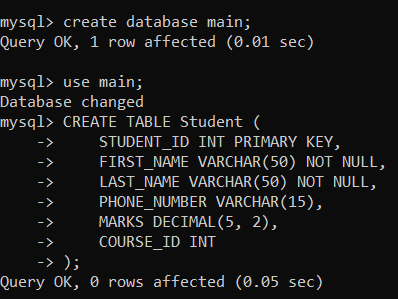 mysql> create database main;
Query OK, 1 row affected (0.01 sec)
mysql> use main;
Database changed
mysql> CREATE TABLE Student (
    ->     STUDENT_ID INT PRIMARY KEY,
    ->     FIRST_NAME VARCHAR(50) NOT NULL,
    ->     LAST_NAME VARCHAR(50) NOT NULL,
    ->     PHONE_NUMBER VARCHAR(15),
    ->     MARKS DECIMAL(5, 2),
    ->     COURSE_ID INT
    -> );
Query OK, 0 rows affected (0.05 sec)